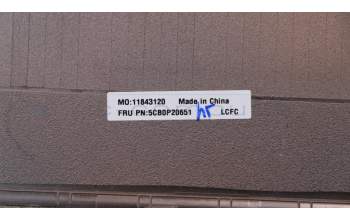 MO:11843120 Made in China
FRU PN:5CB0P20651 LCFC